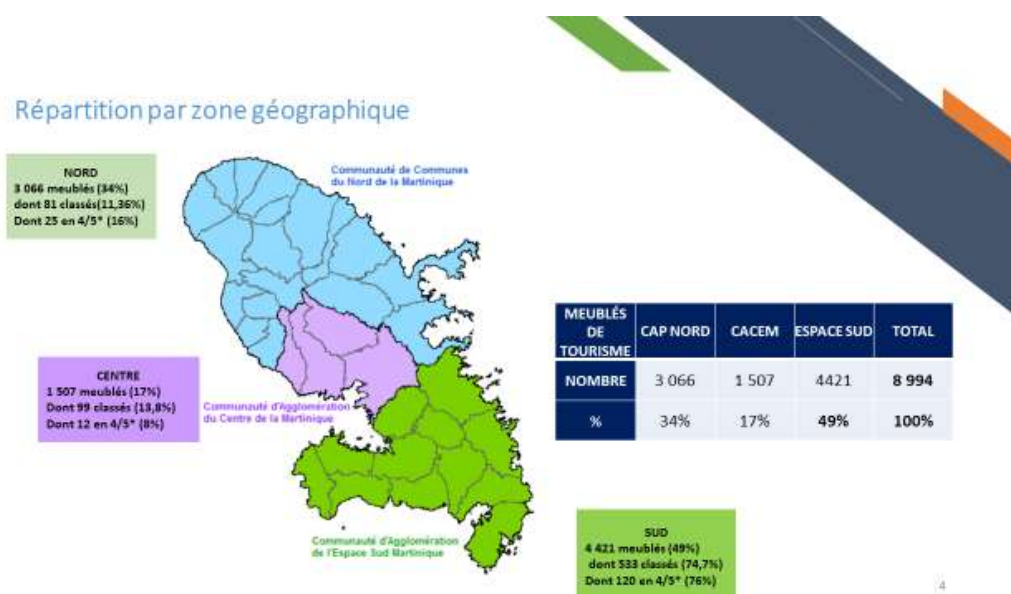 Répartition par zone géographique
NORD
3 066 meublés (34%)
dont 81 classés(11,36%)
Dont 25 en 4/5* (16%)
Communauté de Communes
du Nord de la Martinique
MEUBLÉS DE TOURISME CAP NORD CACEM ESPACE SUD TOTAL
NOMBRE 3 066 1 507 4421 8 994
% 34% 17% 49% 100%
CENTRE
1 507 meublés (17%)
Dont 99 classés (13,8%)
Dont 12 en 4/5* (8%)
Communauté d'Agglomération
du Centre de la Martinique
Communauté d'Agglomération
de l'Espace Sud Martinique
SUD
4 421 meublés (49%)
dont 533 classés (74,7%)
Dont 120 en 4/5* (76%)
4